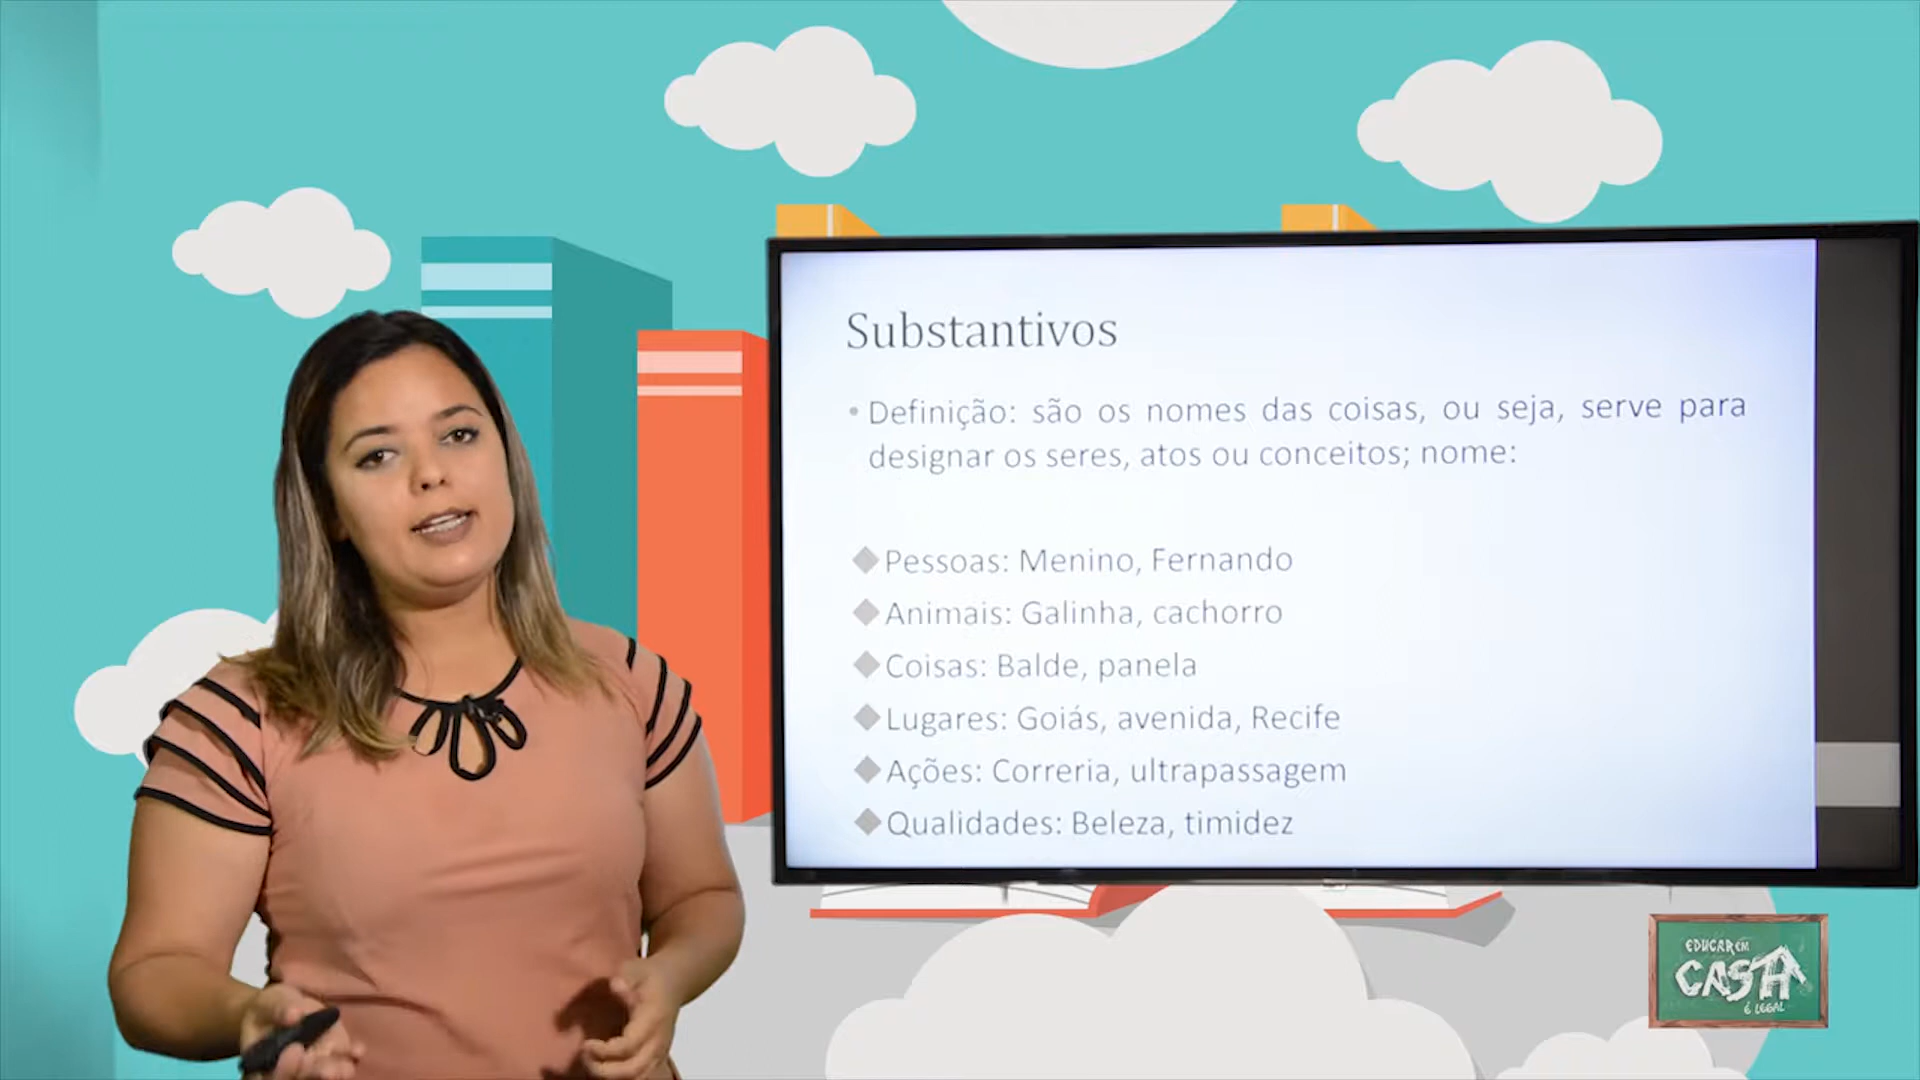 Substantivos
• Definição: são os nomes das coisas, ou seja, serve para
designar os seres, atos ou conceitos; nome:
◆Pessoas: Menino, Fernando
◆Animais: Galinha, cachorro
◆Coisas: Balde, panela
◆Lugares: Goiás, avenida, Recife
◆Ações: Correria, ultrapassagem
◆Qualidades: Beleza, timidez
EDUCAR EM
CASA
É LEGAL